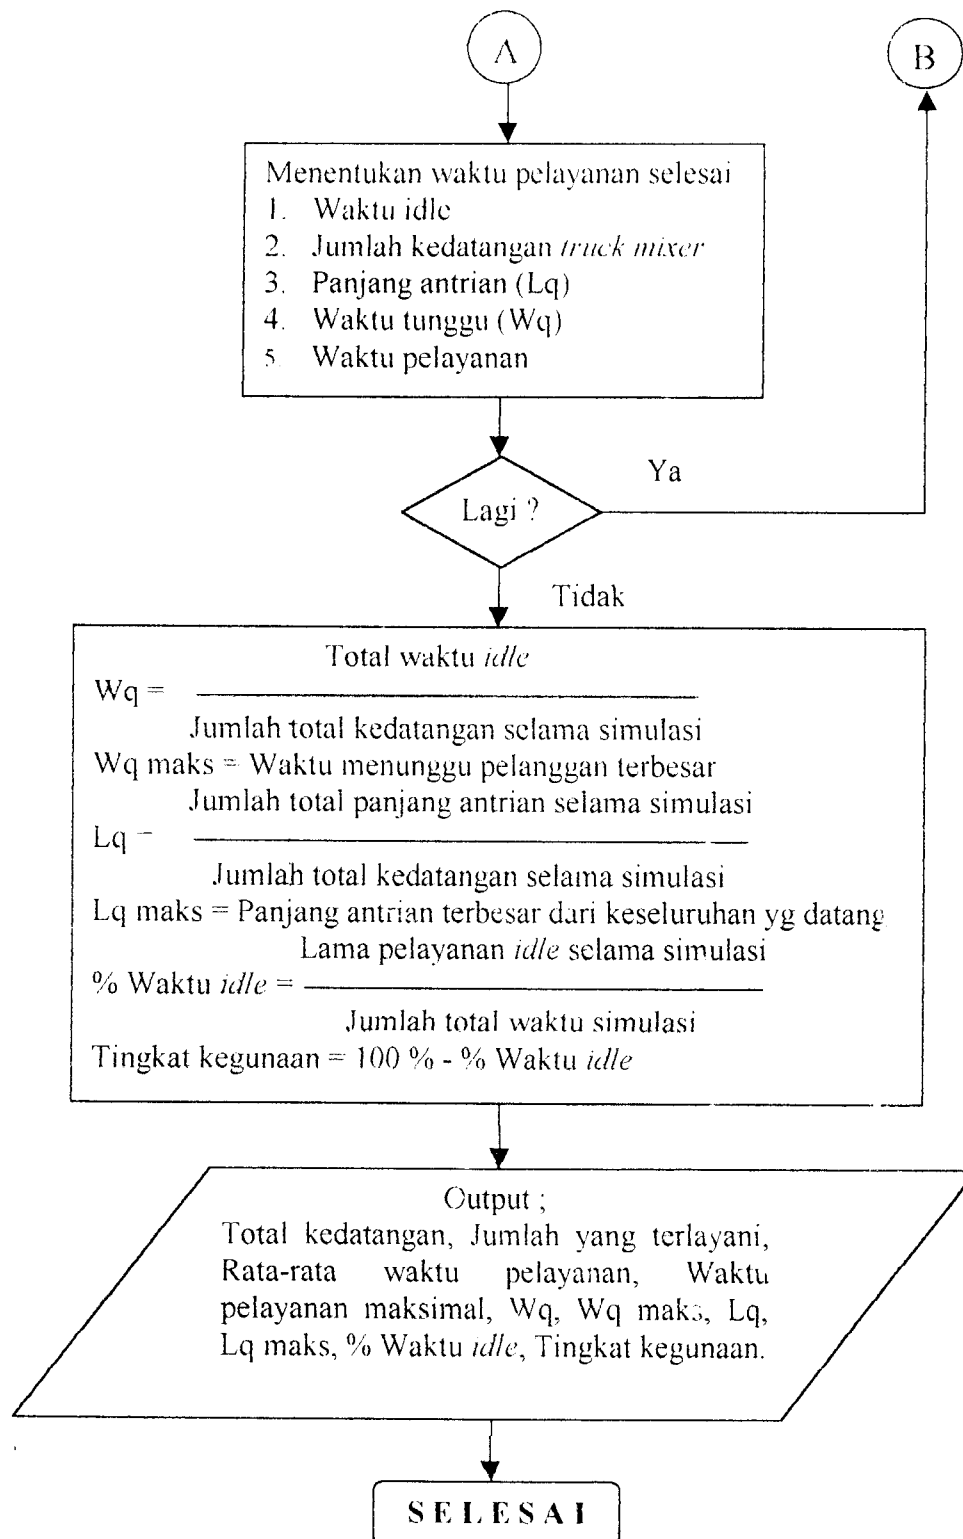 A
B
Menentukan waktu pelayanan selesai
1. Waktu idle
2. Jumlah kedatangan truck mixer
3. Panjang antrian (Lq)
4. Waktu tunggu (Wq)
5. Waktu pelayanan
Ya
Lagi ?
Tidak
Total waktu idle
Wq =
Jumlah total kedatangan selama simulasi
Wq maks = Waktu menunggu pelanggan terbesar
Jumlah total panjang antrian selama simulasi
Lq =
Jumlah total kedatangan selama simulasi
Lq maks = Panjang antrian terbesar dari keseluruhan yg datang
Lama pelayanan idle selama simulasi
% Waktu idle =
Jumlah total waktu simulasi
Tingkat kegunaan = 100 % - % Waktu idle
Output ;
Total kedatangan, Jumlah yang terlayani,
Rata-rata waktu pelayanan, Waktu
pelayanan maksimal, Wq, Wq maks, Lq,
Lq maks, % Waktu idle, Tingkat kegunaan.
SELESAI